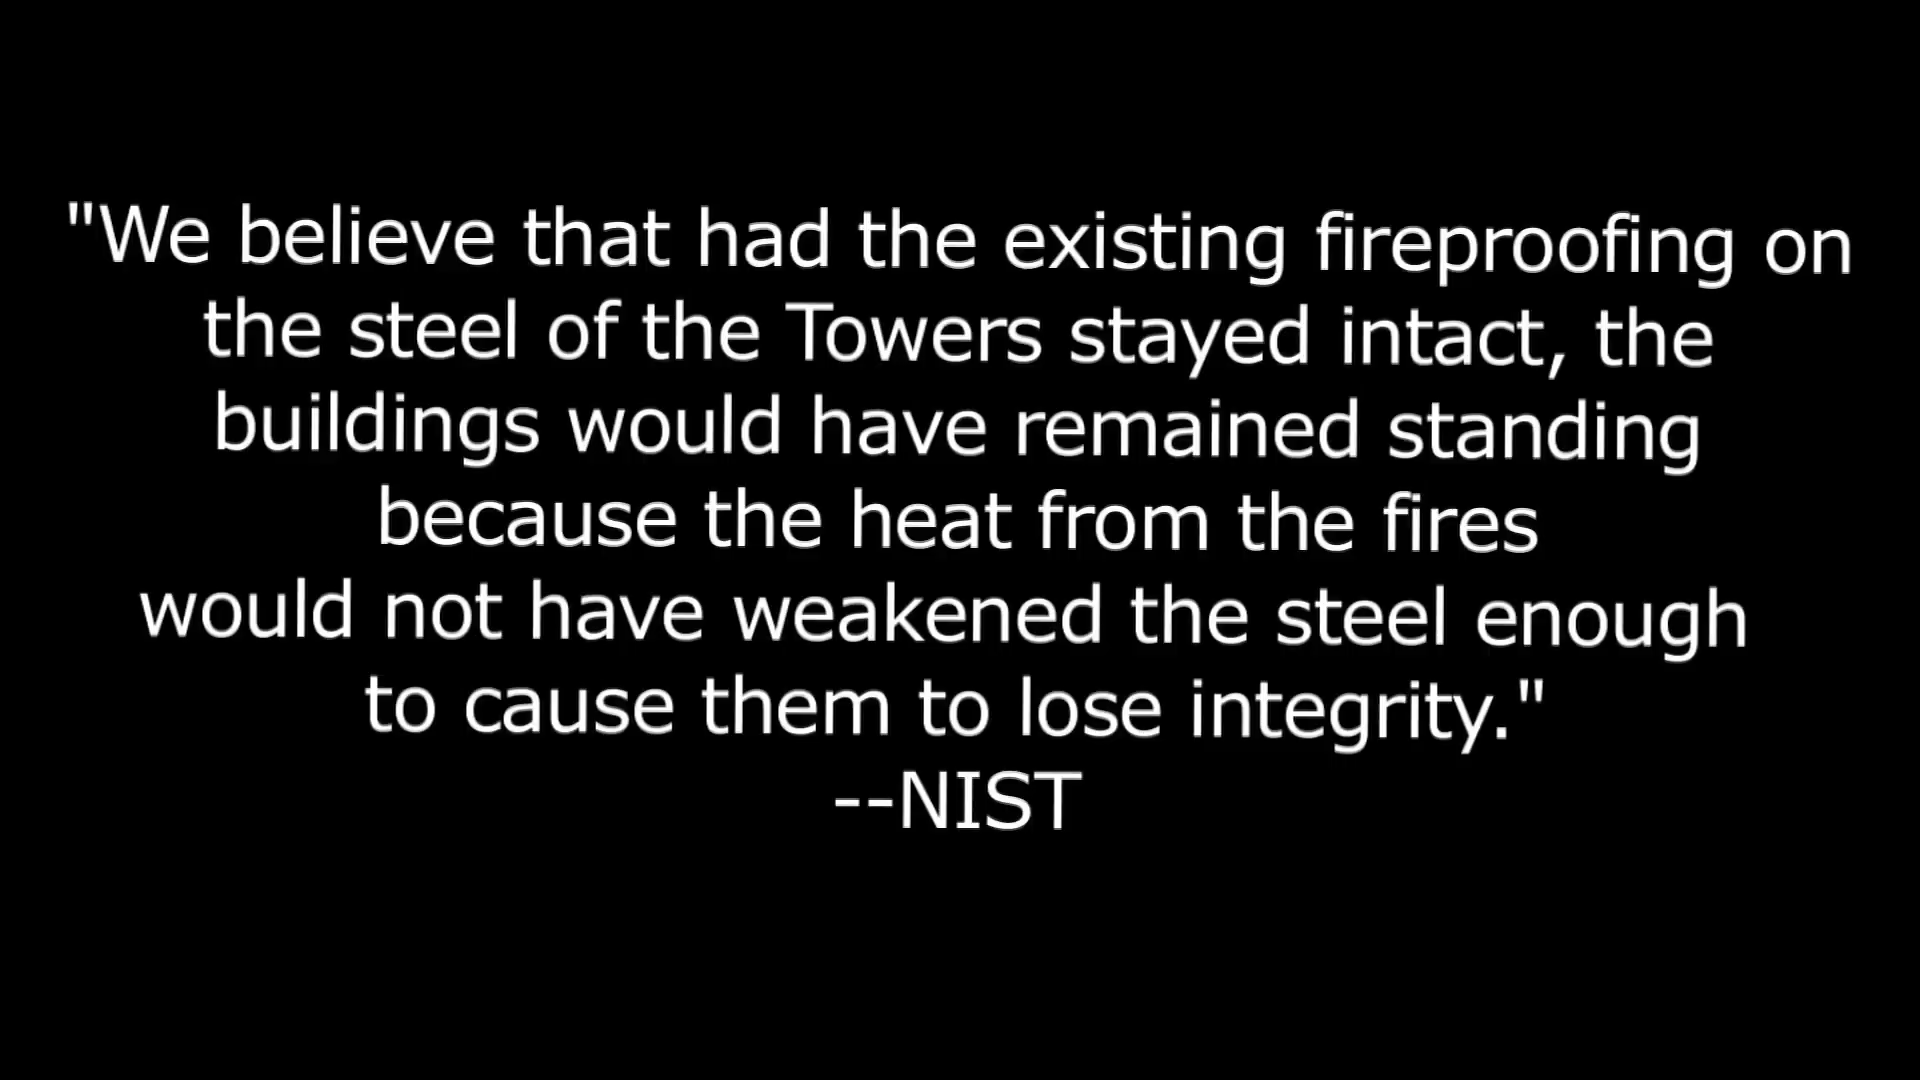 "We believe that had the existing fireproofing on
the steel of the Towers stayed intact, the
buildings would have remained standing
because the heat from the fires
would not have weakened the steel enough
to cause them to lose integrity."
--NIST